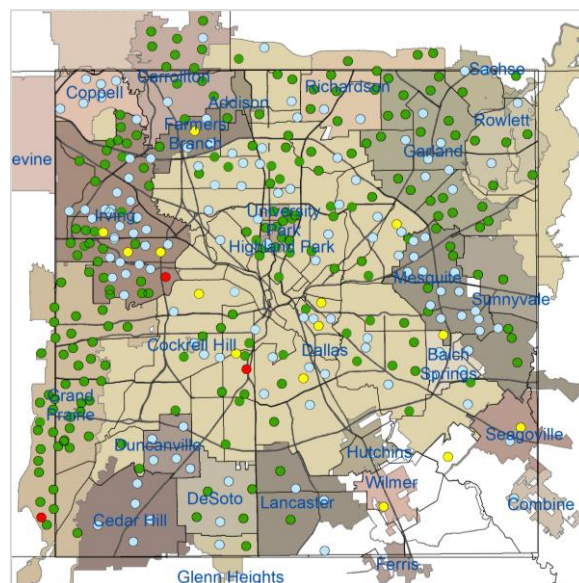 Sachse
Carrollton
Coppell
Richardson
Addison
Rowlett
Farmers
Branch
Garland
evine
Irving
University
Park
Highland Park
Mesquite
Sunnyvale
Cockrell Hill
Dallas
Balch
Springs
Grand
Prairie
Seagoville
Duncanville
Hutchins
Wilmer
DeSoto
Lancaster
Combine
Cedar Hill
Ferris
Glenn Heights